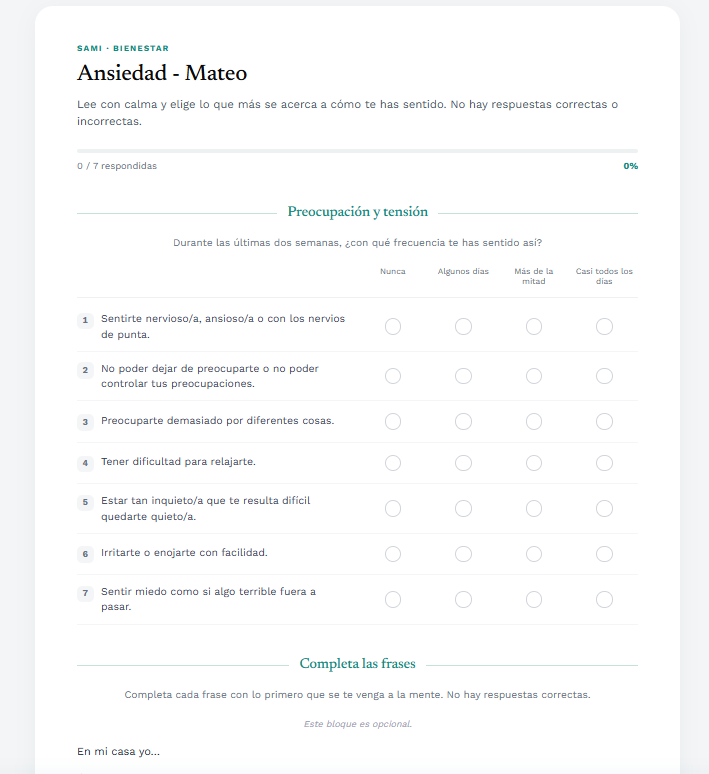 SAMI · BIENESTAR
Ansiedad - Mateo
Lee con calma y elige lo que más se acerca a cómo te has sentido. No hay respuestas correctas o
incorrectas.
0 / 7 respondidas 0%
Preocupación y tensión
Durante las últimas dos semanas, ¿con qué frecuencia te has sentido así?
Nunca Algunos días Más de la mitad Casi todos los días
1 Sentirte nervioso/a, ansioso/a o con los nervios
de punta.
2 No poder dejar de preocuparte o no poder
controlar tus preocupaciones.
3 Preocuparte demasiado por diferentes cosas.
4 Tener dificultad para relajarte.
5 Estar tan inquieto/a que te resulta difícil
quedarte quieto/a.
6 Irritarte o enojarte con facilidad.
7 Sentir miedo como si algo terrible fuera a
pasar.
Completa las frases
Completa cada frase con lo primero que se te venga a la mente. No hay respuestas correctas.
Este bloque es opcional.
En mi casa yo...